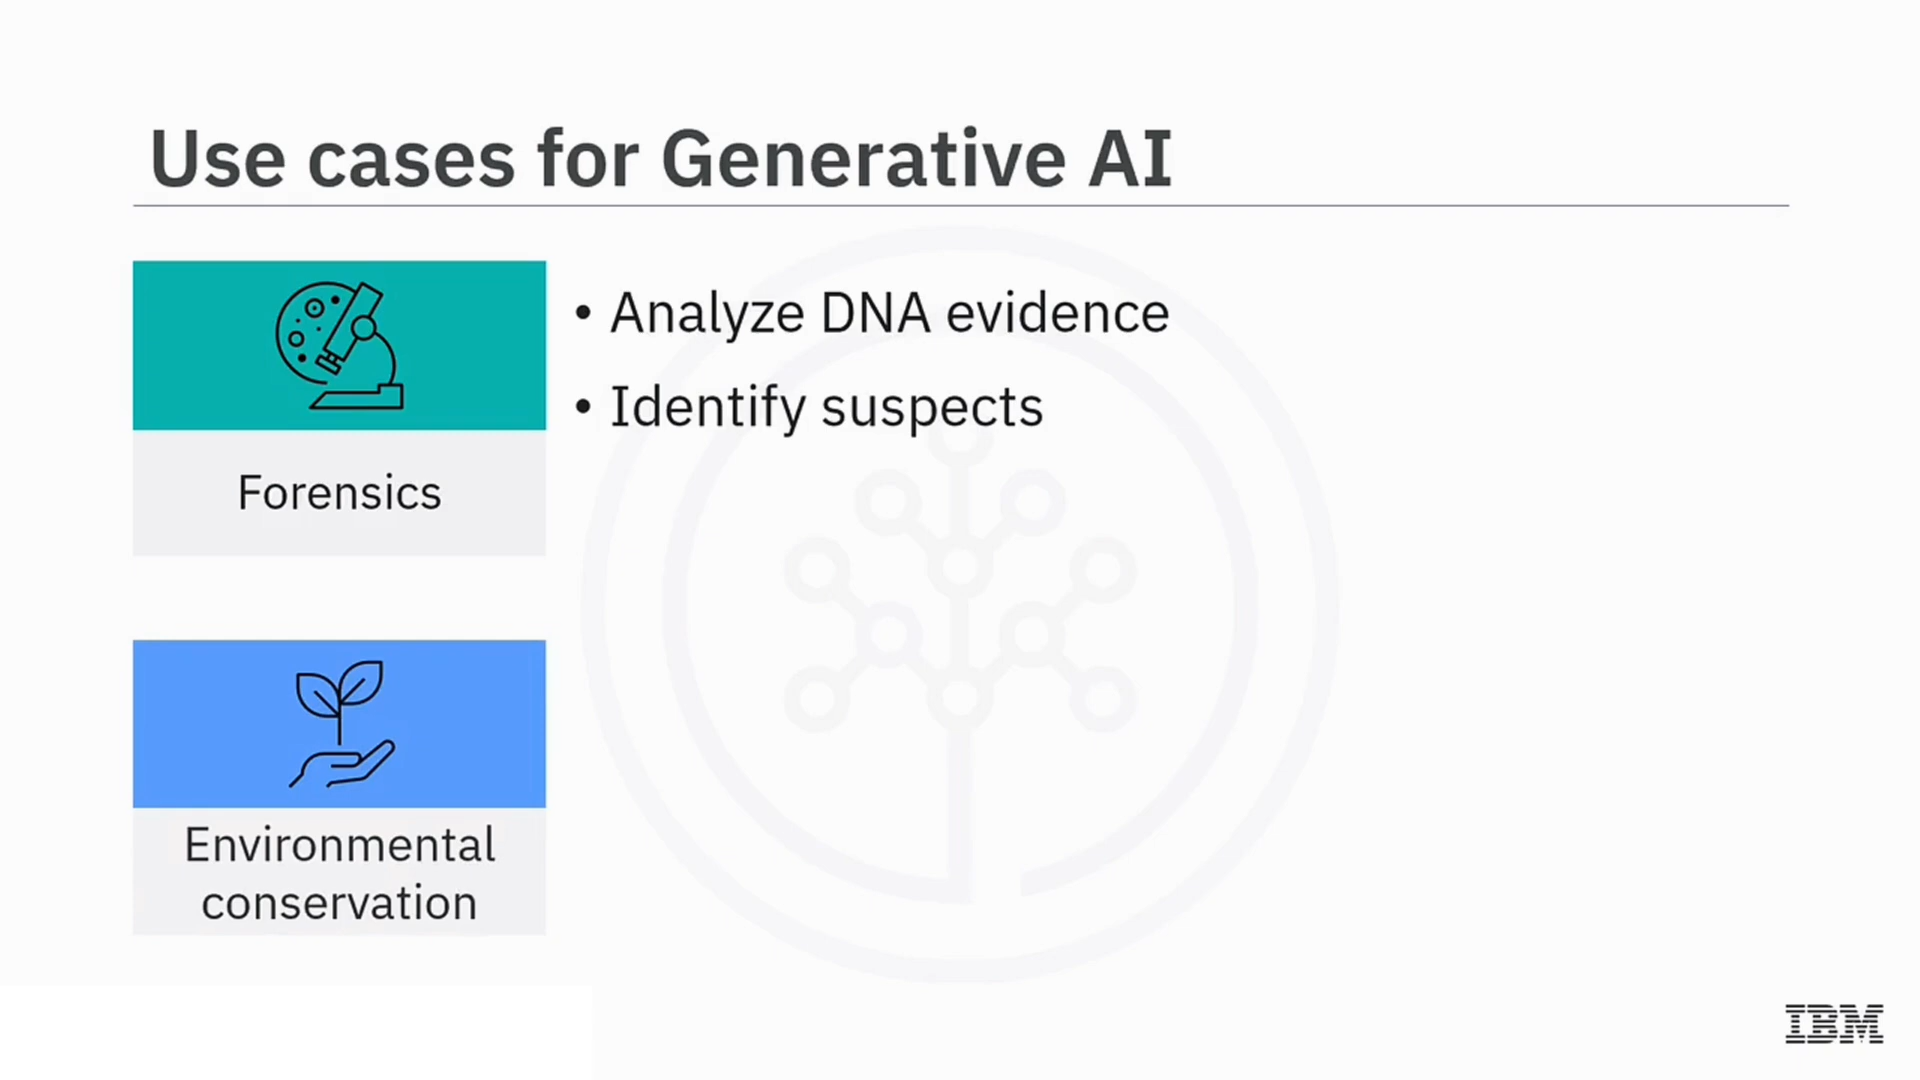 Use cases for Generative AI
• Analyze DNA evidence
• Identify suspects
Forensics
Environmental
conservation
IBM